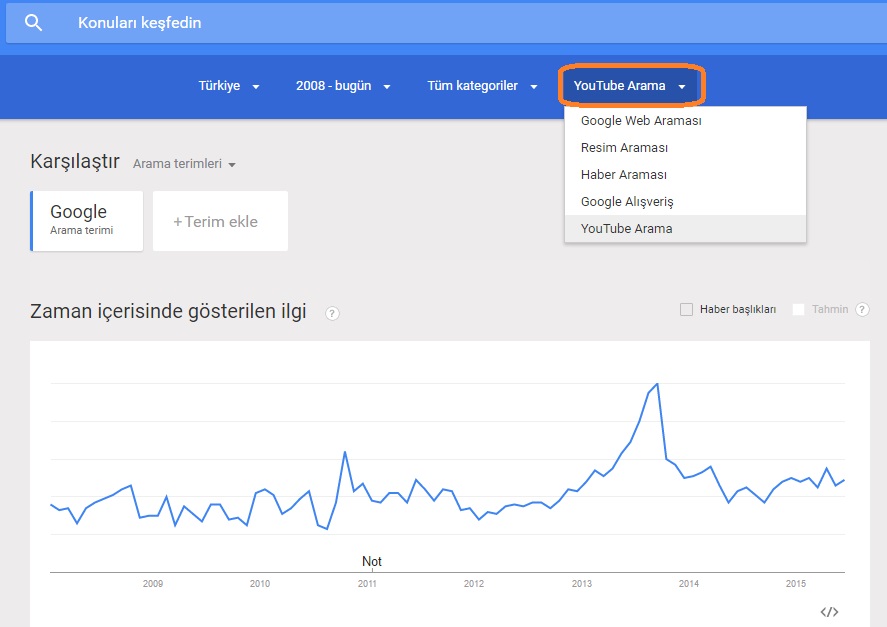 Konuları keşfedin
Türkiye 2008 - bugün Tüm kategoriler YouTube Arama
Google Web Araması
Resim Araması
Haber Araması
Google Alışveriş
YouTube Arama
Karşılaştır Arama terimleri
Google
Arama terimi
+Terim ekle
Zaman içerisinde gösterilen ilgi ?
Haber başlıkları Tahmin ?
Not
2009 2010 2011 2012 2013 2014 2015
</>